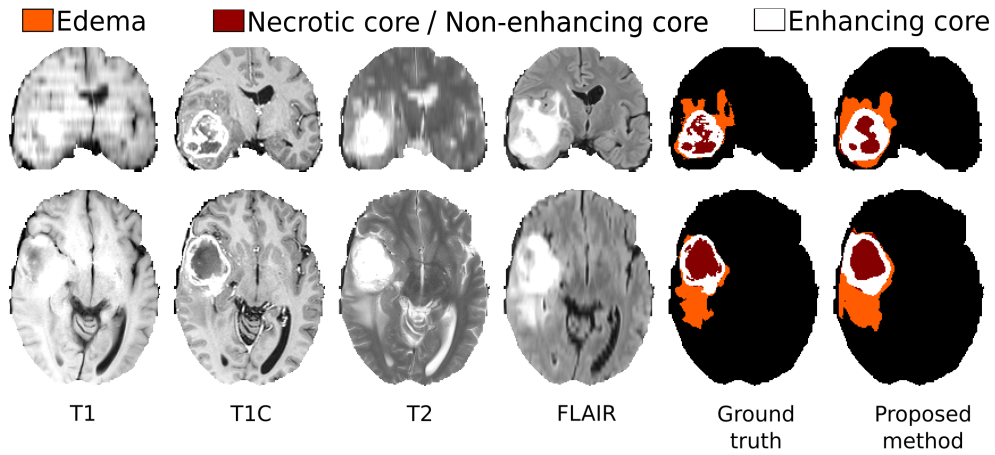 Edema
Necrotic core / Non-enhancing core
Enhancing core
T1
T1C
T2
FLAIR
Ground
truth
Proposed
method